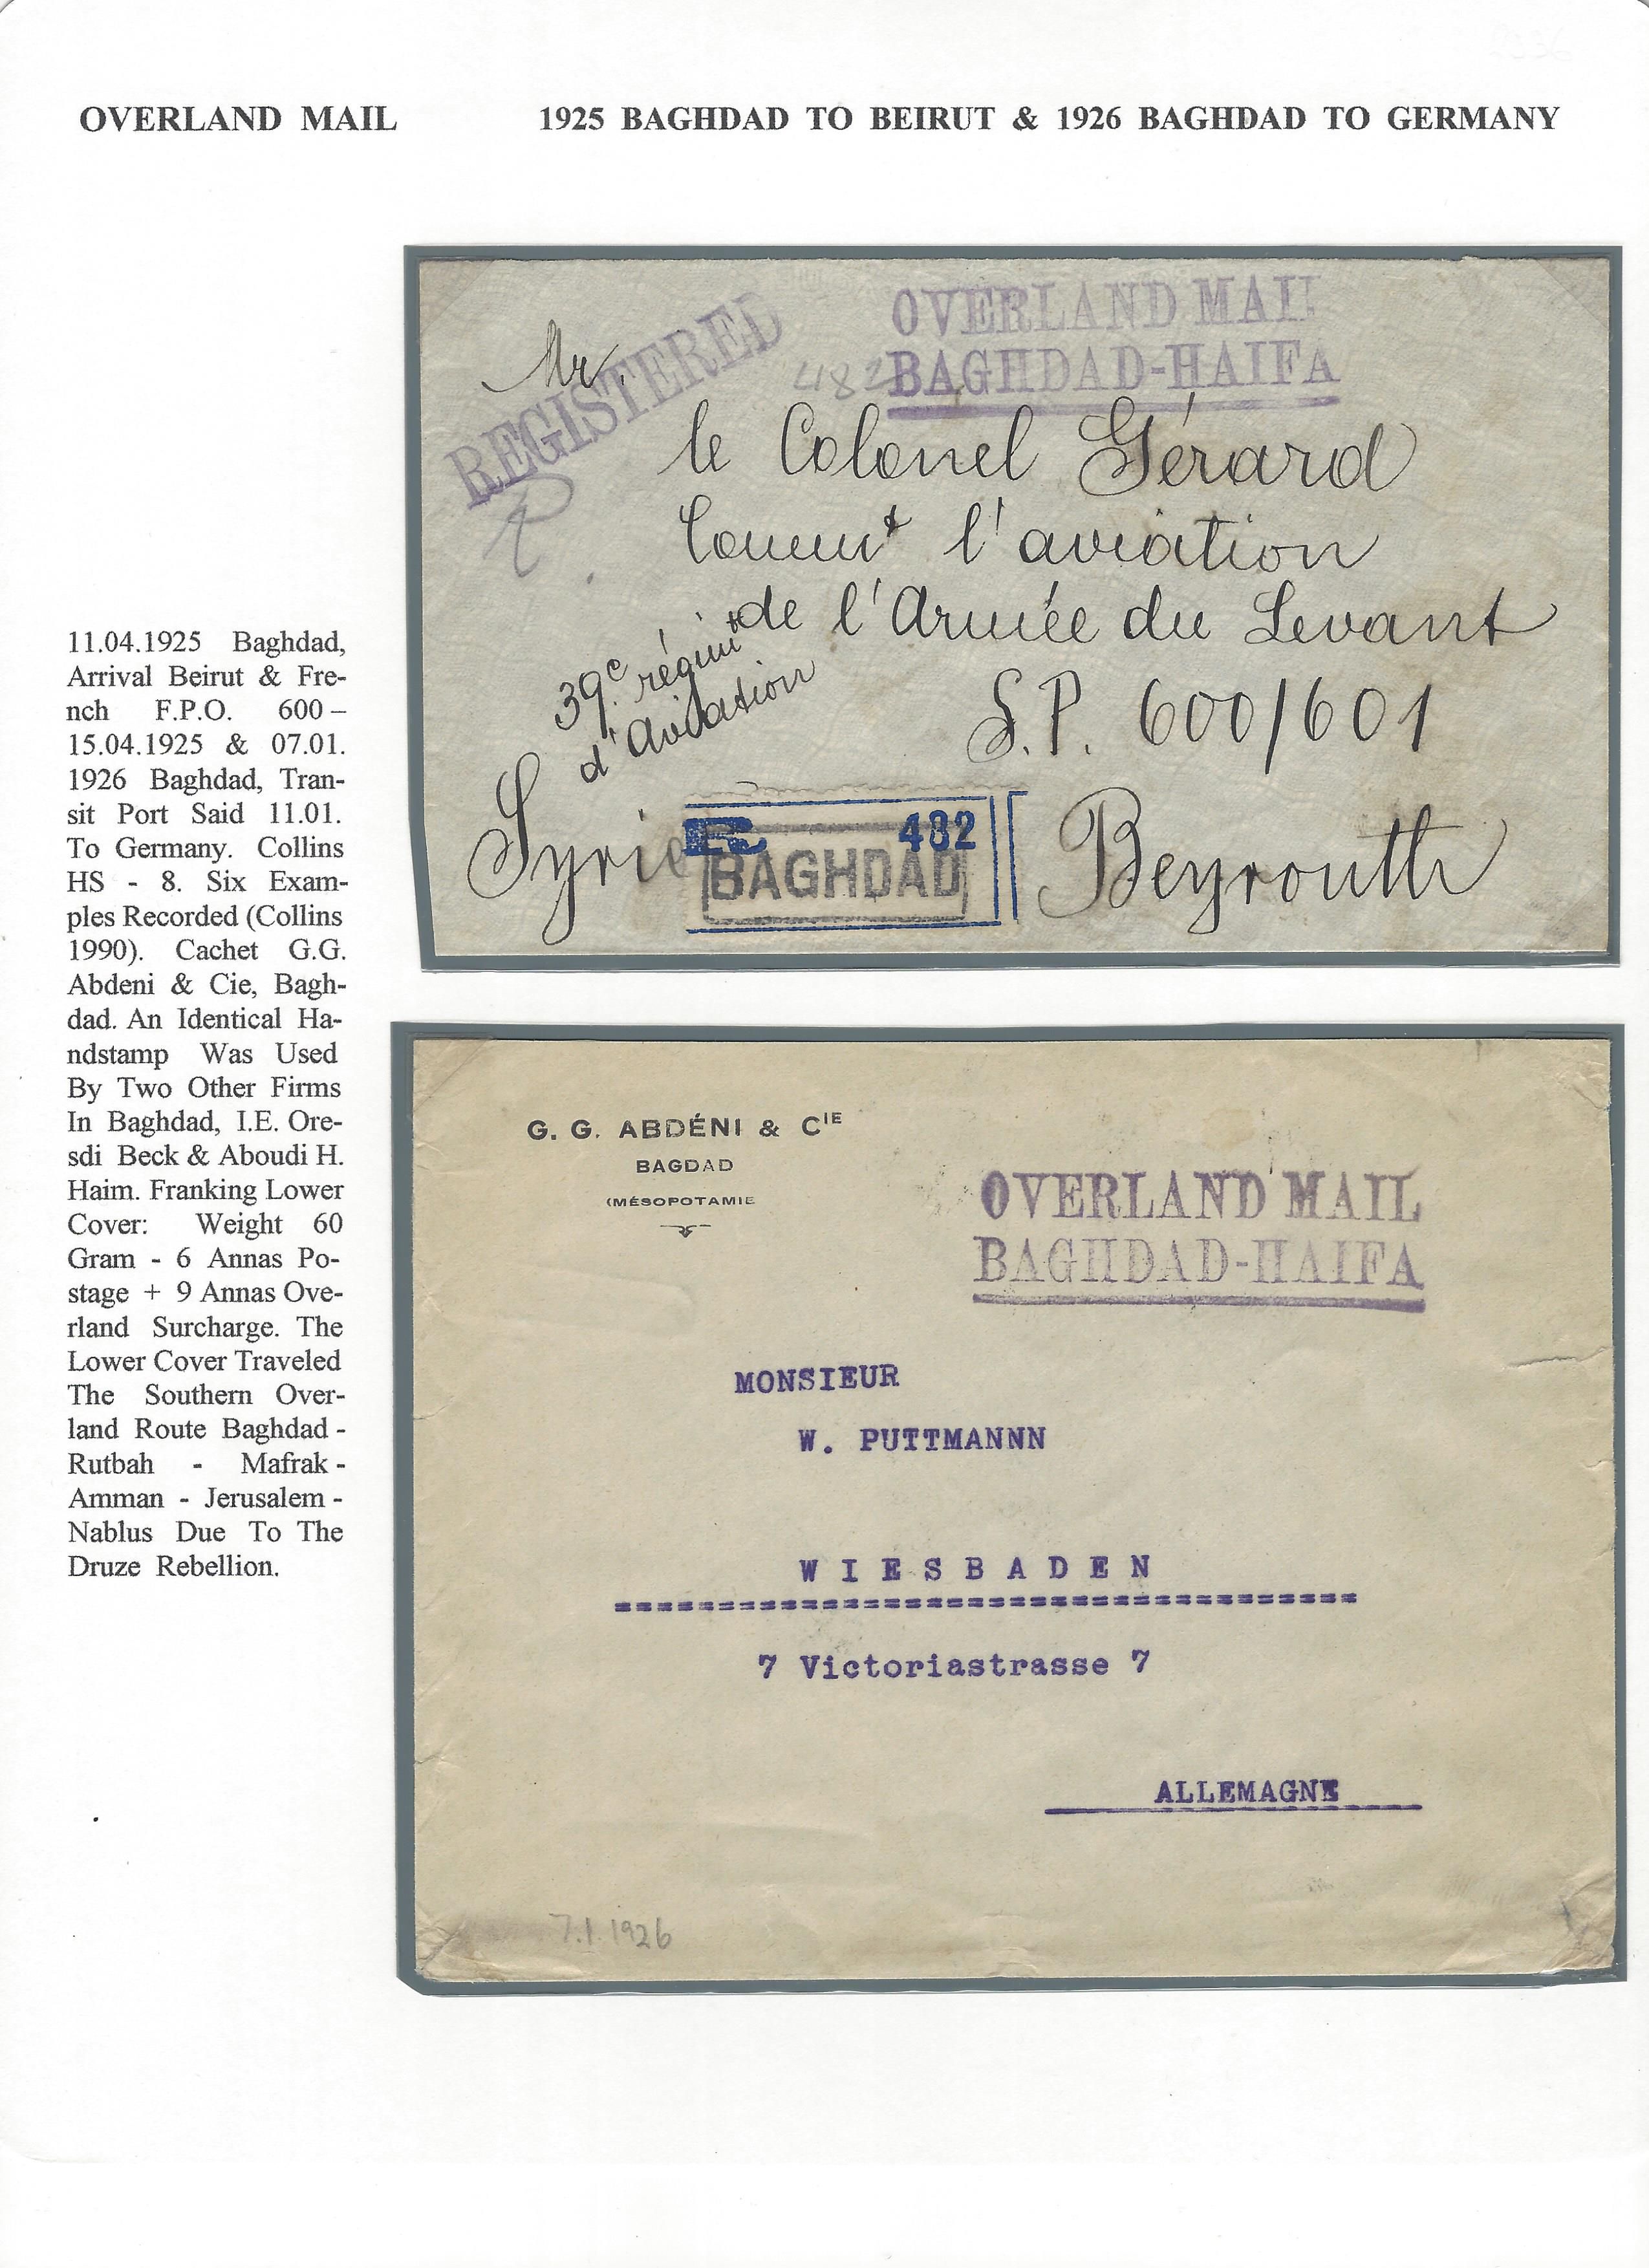 OVERLAND MAIL 1925 BAGHDAD TO BEIRUT & 1926 BAGHDAD TO GERMANY
11.04.1925 Baghdad,
Arrival Beirut & Fre-
nch F.P.O. 600 –
15.04.1925 & 07.01.
1926 Baghdad, Tran-
sit Port Said 11.01.
To Germany. Collins
HS - 8. Six Exam-
ples Recorded (Collins
1990). Cachet G.G.
Abdeni & Cie, Bagh-
dad. An Identical Ha-
ndstamp Was Used
By Two Other Firms
In Baghdad, I.E. Ore-
sdi Beck & Aboudi H.
Haim. Franking Lower
Cover: Weight 60
Gram - 6 Annas Po-
stage + 9 Annas Ove-
rland Surcharge. The
Lower Cover Traveled
The Southern Over-
land Route Baghdad -
Rutbah - Mafrak -
Amman - Jerusalem -
Nablus Due To The
Druze Rebellion.
OVERLAND MAIL
BAGHDAD-HAIFA
REGISTERED
482
Mr.
le Colonel Gérard
Commt l'aviation
de l'Armée du Levant
39e régimt
d'Aviation
S.P. 600/601
Syrie
Beyrouth
R 482
BAGHDAD
G. G. ABDÉNI & CIE
BAGDAD
(MÉSOPOTAMIE
OVERLAND MAIL
BAGHDAD-HAIFA
MONSIEUR
W. PUTTMANNN
WIESBADEN
====================================
7 Victoriastrasse 7
ALLEMAGNE
7.1.1926